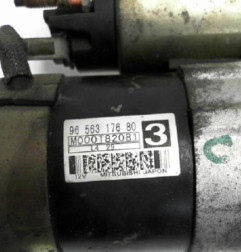 96 563 176 80
3
M000T82081
12V MITSUBISHI JAPAN
C